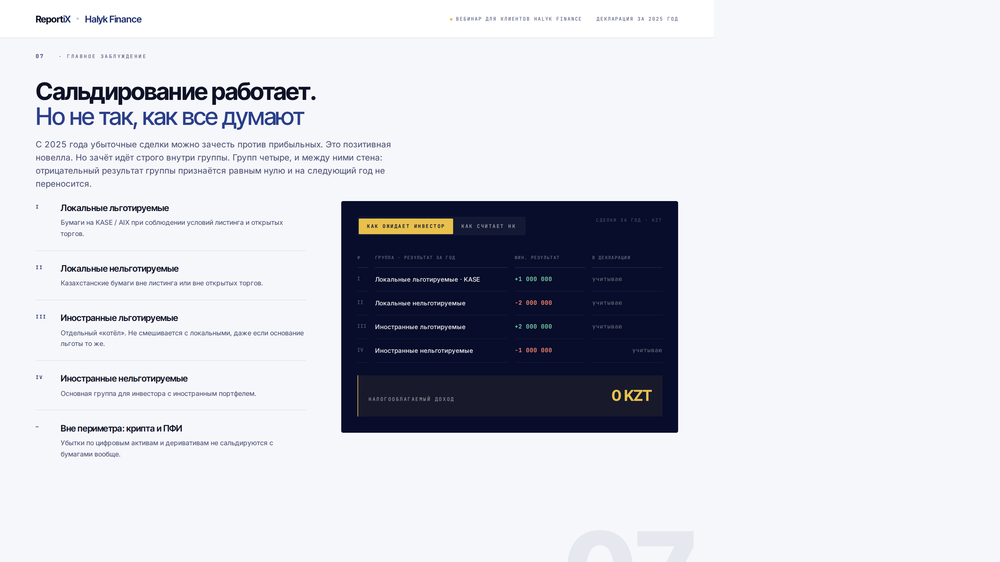 ReportiX × Halyk Finance
ВЕБИНАР ДЛЯ КЛИЕНТОВ HALYK FINANCE
ДЕКЛАРАЦИЯ ЗА 2025 ГОД
07 · ГЛАВНОЕ ЗАБЛУЖДЕНИЕ
Сальдирование работает.
Но не так, как все думают
С 2025 года убыточные сделки можно зачесть против прибыльных. Это позитивная
новелла. Но зачёт идёт строго внутри группы. Групп четыре, и между ними стена:
отрицательный результат группы признаётся равным нулю и на следующий год не
переносится.
I Локальные льготируемые
Бумаги на KASE / AIX при соблюдении условий листинга и открытых
торгов.
II Локальные нельготируемые
Казахстанские бумаги вне листинга или вне открытых торгов.
III Иностранные льготируемые
Отдельный «котёл». Не смешивается с локальными, даже если основание
льготы то же.
IV Иностранные нельготируемые
Основная группа для инвестора с иностранным портфелем.
— Вне периметра: крипта и ПФИ
Убытки по цифровым активам и деривативам не сальдируются с
бумагами вообще.
КАК ОЖИДАЕТ ИНВЕСТОР КАК СЧИТАЕТ НК
СДЕЛКИ ЗА ГОД · KZT
# ГРУППА · РЕЗУЛЬТАТ ЗА ГОД ФИН. РЕЗУЛЬТАТ В ДЕКЛАРАЦИИ
I Локальные льготируемые · KASE +1 000 000 учитываю
II Локальные нельготируемые -2 000 000 учитываю
III Иностранные льготируемые +2 000 000 учитываю
IV Иностранные нельготируемые -1 000 000 учитываю
НАЛОГООБЛАГАЕМЫЙ ДОХОД 0 KZT
07